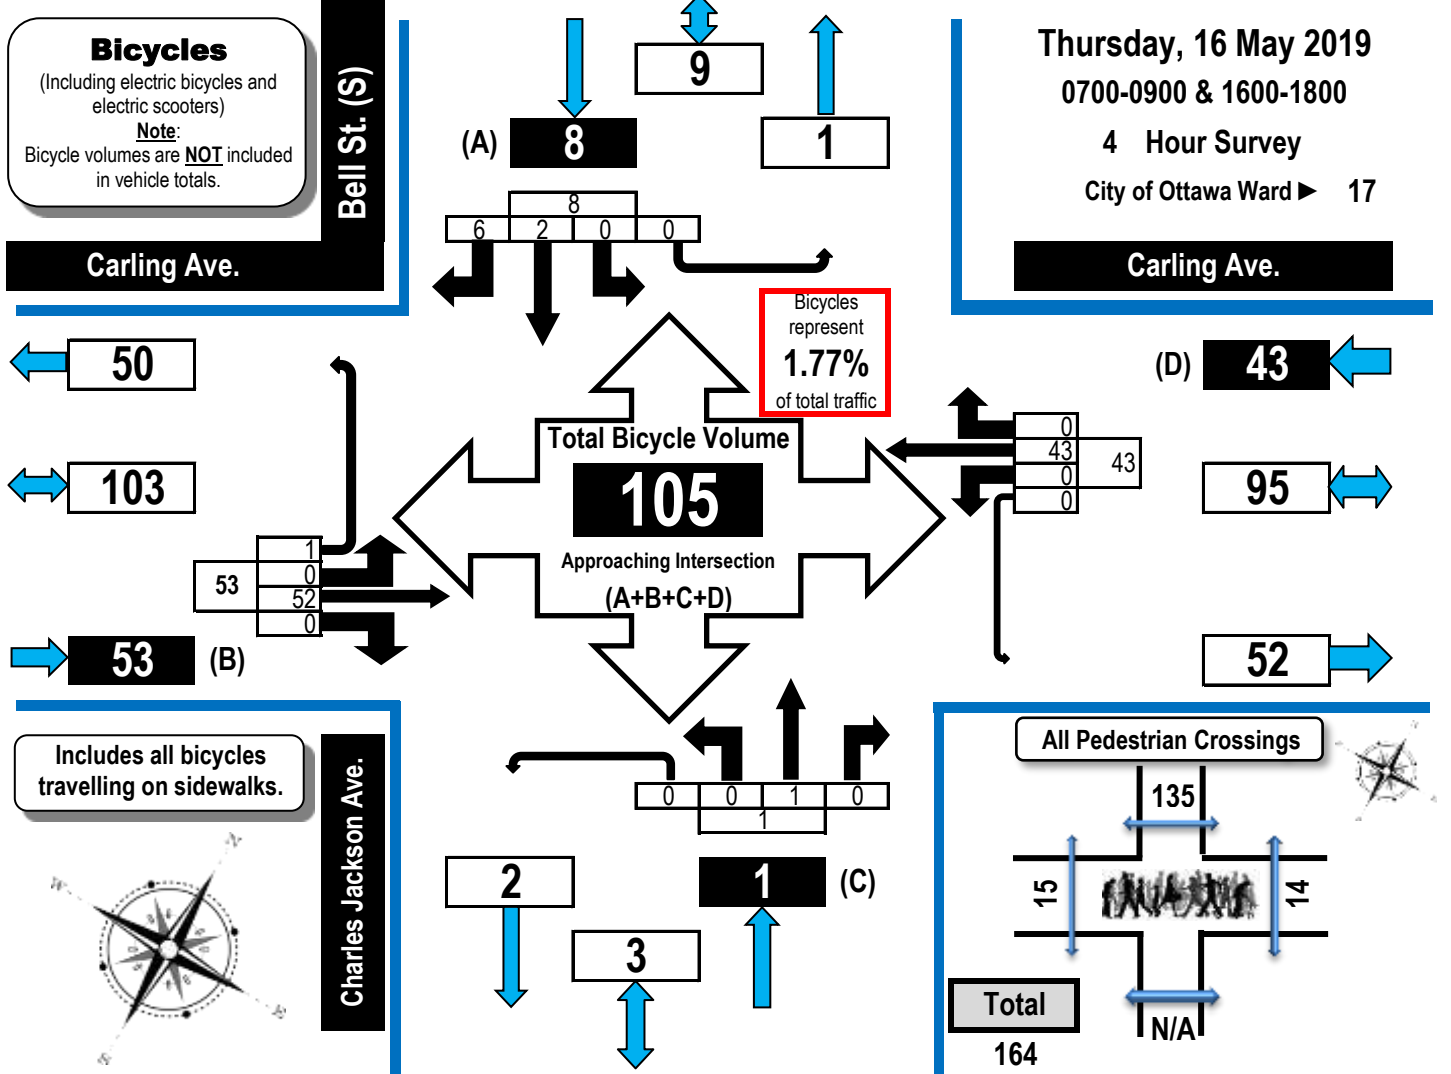 Bicycles
(Including electric bicycles and
electric scooters)
Note:
Bicycle volumes are NOT included
in vehicle totals.
Bell St. (S)
Carling Ave.
(A)
8
9
1
8
6 2 0 0
Thursday, 16 May 2019
0700-0900 & 1600-1800
4 Hour Survey
City of Ottawa Ward ► 17
Carling Ave.
Bicycles
represent
1.77%
of total traffic
50
103
1
0
52
0
53
53
(B)
Total Bicycle Volume
105
Approaching Intersection
(A+B+C+D)
(D)
43
0
43
0
0
43
95
52
Includes all bicycles
travelling on sidewalks.
Charles Jackson Ave.
N
W
E
S
0 0 1 0
1
2
1
(C)
3
All Pedestrian Crossings
135
15
14
N/A
Total
164